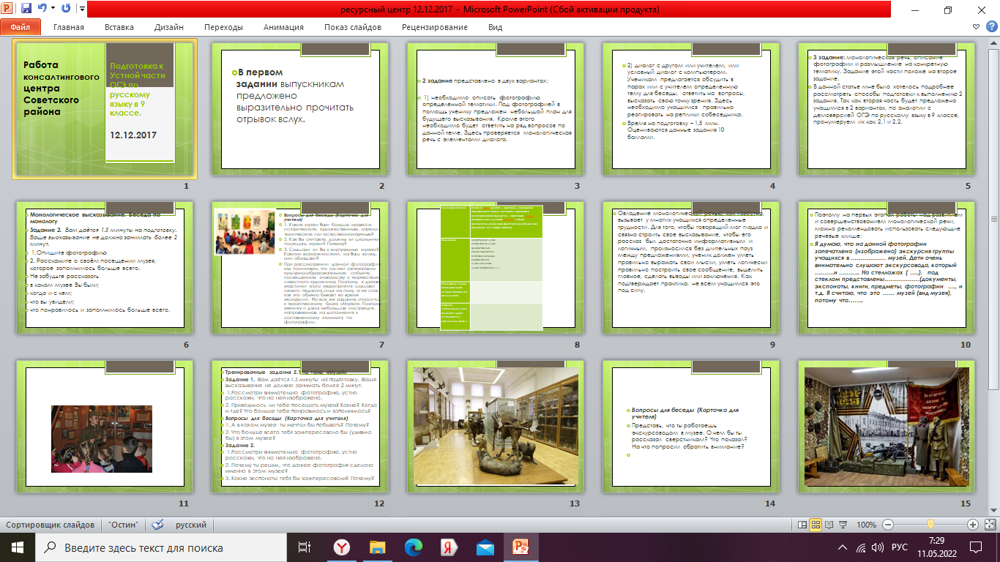 ресурсный центр 12.12.2017 - Microsoft PowerPoint (Сбой активации продукта)
Файл Главная Вставка Дизайн Переходы Анимация Показ слайдов Рецензирование Вид
Работа
консалтингового
центра
Советского
района
Подготовка к
Устной части
ОГЭ по
русскому
языку в 9
классе.
12.12.2017
1
В первом
задании выпускникам
предложено
выразительно прочитать
отрывок вслух.
2
2 задание представлено в двух вариантах:
1) необходимо описать фотографию
определенной тематики. Под фотографией в
помощь ученику предложен небольшой план для
будущего высказывания. Кроме этого
необходимо будет ответить на ряд вопросов по
данной теме. Здесь проверяется монологическая
речь с элементами диалога.
3
2) диалог с другом или учителем, или
условный диалог с компьютером.
Ученикам предлагается обсудить в
парах или с учителем определенную
тему для беседы, ответить на вопросы,
высказать свою точку зрения. Здесь
необходимо учащимся правильно
реагировать на реплики собеседника.
Время на подготовку – 1,5 мин.
Оцениваются данные задания 10
баллами.
4
3 задание: монологическая речь, описание
фотографии и размышление на конкретную
тематику. Задание этой части похоже на второе
задание.
В данной статье мне было хотелось подробнее
рассмотреть способы подготовки к выполнению 2
задания. Так как вторая часть будет предложена
учащимся в 2 вариантах, по аналогии с
демоверсией ОГЭ по русскому языку в 9 классе,
пронумеруем их как 2.1 и 2.2.
5
Монологическое высказывание. Беседа по
монологу
Задание 2. Вам даётся 1.5 минуты на подготовку.
Ваше высказывание не должно занимать более 2
минут.
1.Опишите фотографию
2. Расскажите о своём посещении музея,
которое запомнилось больше всего.
Не забудьте рассказать
в каком музее Вы были;
когда и с кем;
что вы увидели;
что понравилось и запомнилось больше всего.
6
Вопросы для беседы (Карточка для
учителя)
1. Какие музеи Вам больше нравятся,
исторические, художественные, научно-
технические или естественнонаучные?
2. Как Вы считаете, должны ли школьники
посещать музеи? Почему?
3. Слышали ли Вы о виртуальных музеях?
Какими возможностями, на Ваш взгляд,
они обладают?
При рассмотрении данной фотографии
мы понимаем, что на ней запечатлено
культурно-образовательное событие,
посвященное знакомству с творчеством
известного художника. Поэтому, я думаю,
участники этого мероприятия слушают
своего педагога сидя на полу, а не стоя,
как это обычно бывает во время
экскурсии. Но все же задание относится
к тематическому блоку «Музеи». Поэтому
ученику и дана небольшая инструкция,
направленная на дополнения к
составленному монологу по
фотографии.
7
8
Овладение монологической речью, как известно,
вызывает у многих учащихся определенные
трудности. Для того, чтобы говорящий мог гладко и
связно строить свое высказывание, чтобы его
рассказ был достаточно информативным и
логичным, произносился без длительных пауз
между предложениями, ученик должен уметь
правильно выражать свои мысли, уметь логически
правильно построить свое сообщение, выделить
главное, сделать выводы или заключения. Как
подтверждает практика, не всем учащимся это
под силу.
9
Поэтому на первых этапах работы над развитием
и совершенствованием монологической речи,
можно рекомендовать использовать следующие
речевые клише:
Я думаю, что на данной фотографии
запечатлена (изображена) экскурсия группы
учащихся в ................. музей. Дети очень
внимательно слушают экскурсовода, который
.........и ........... На стемажах ( .....), под
стеклом представлены.................(документы,
экспонаты, книги, предметы, фотографии ...., и
т.д. Я считаю, что это ...... музей (вид музея),
потому что.......
10
11
Тренировочные задания 2.1 по теме «Музеи»
Задание 1. Вам даётся 1.5 минуты на подготовку. Ваше
высказывание не должно занимать более 2 минут.
1.Рассмотри внимательно фотографию, устно
расскажи, что на ней изображено.
2. Приходилось ли тебе посещать музеи? Какие? Когда
и где? Что больше тебе понравилось и запомнилось?
Вопросы для беседы (Карточка для учителя)
1. А в каком музее ты мечтал бы побывать? Почему?
2. Что больше всего тебя заинтересовало бы (удивило
бы) в этом музее?
Задание 2.
1.Рассмотри внимательно фотографию, устно
расскажи, что на ней изображено.
2. Почему ты решил, что данная фотография сделана
именно в этом музее?
3. Какие экспонаты тебя бы заинтересовали? Почему?
12
13
Вопросы для беседы (Карточка для
учителя)
Представь, что ты работаешь
экскурсоводом в музее. О чем бы ты
рассказал сверстникам? Что показал?
На что попросил обратить внимание?
14
15
Сортировщик слайдов "Остин" русский 100%
Введите здесь текст для поиска
РУС
7:29
11.05.2022